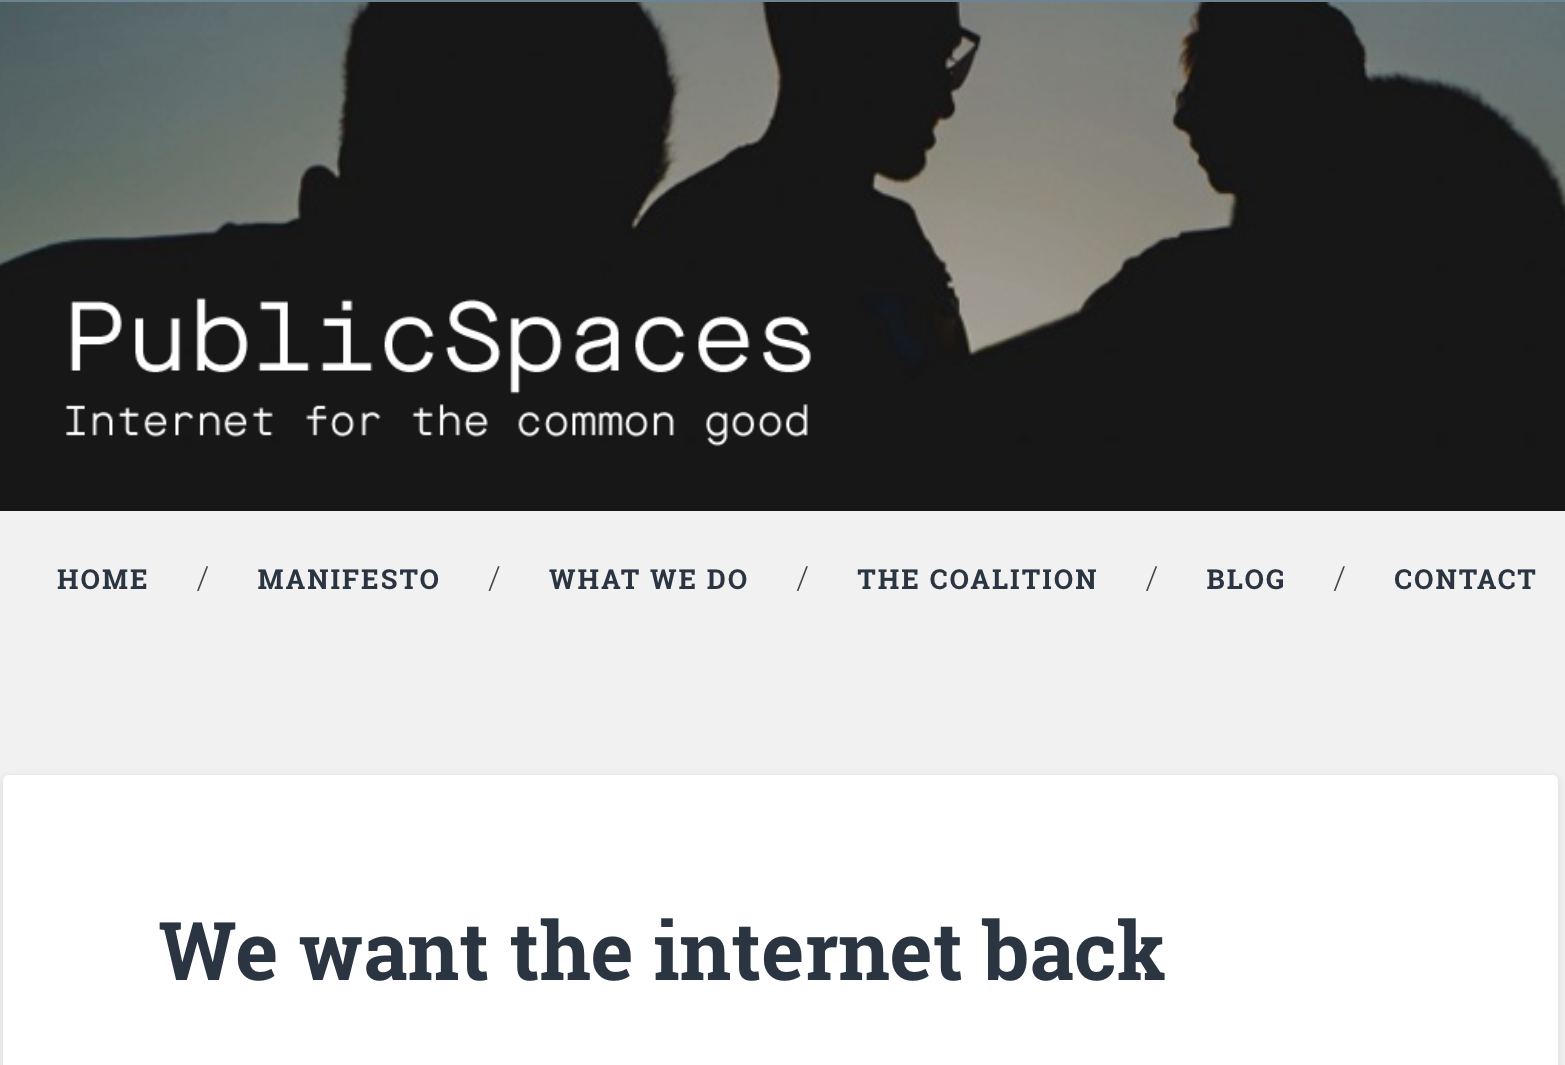 PublicSpaces
Internet for the common good
HOME / MANIFESTO / WHAT WE DO / THE COALITION / BLOG / CONTACT
We want the internet back